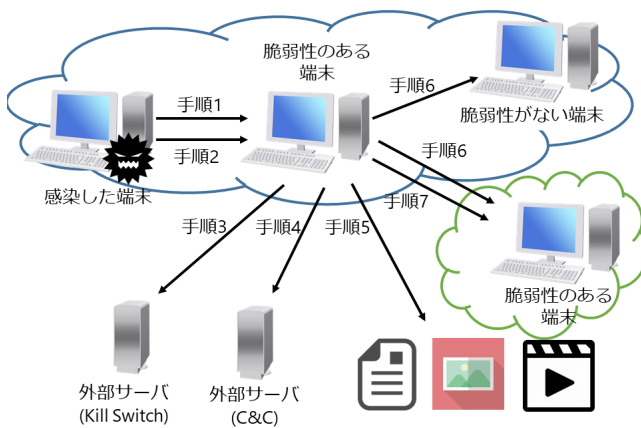 脆弱性のある
端末
手順1
手順2
手順6
脆弱性がない端末
感染した端末
手順6
手順7
手順3
手順4
手順5
脆弱性のある
端末
外部サーバ
(Kill Switch)
外部サーバ
(C&C)